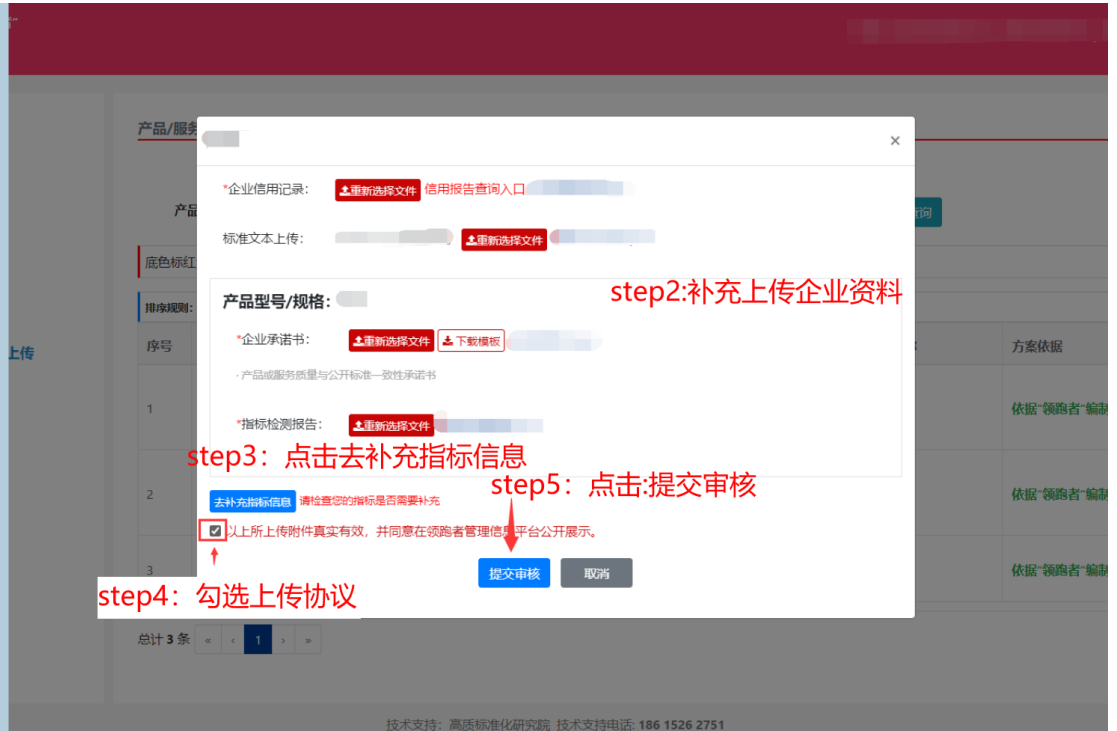 产品/服务
×
*企业信用记录：
重新选择文件 信用报告查询入口
产品
询
标准文本上传：
重新选择文件
底色标红
step2:补充上传企业资料
产品型号/规格：
排序规则：
*企业承诺书：
重新选择文件 下载模板
序号
方案依据
上传
·产品或服务质量与公开标准一致性承诺书
1
依据"领跑者"编制
*指标检测报告：
重新选择文件
step3：点击去补充指标信息
step5：点击:提交审核
2
依据"领跑者"编制
去补充指标信息 请检查您的指标是否需要补充
以上所上传附件真实有效，并同意在领跑者管理信息平台公开展示。
3
提交审核 取消
依据"领跑者"编制
step4：勾选上传协议
总计 3 条 « ‹ 1 › »
技术支持：高质标准化研究院 技术支持电话: 186 1526 2751